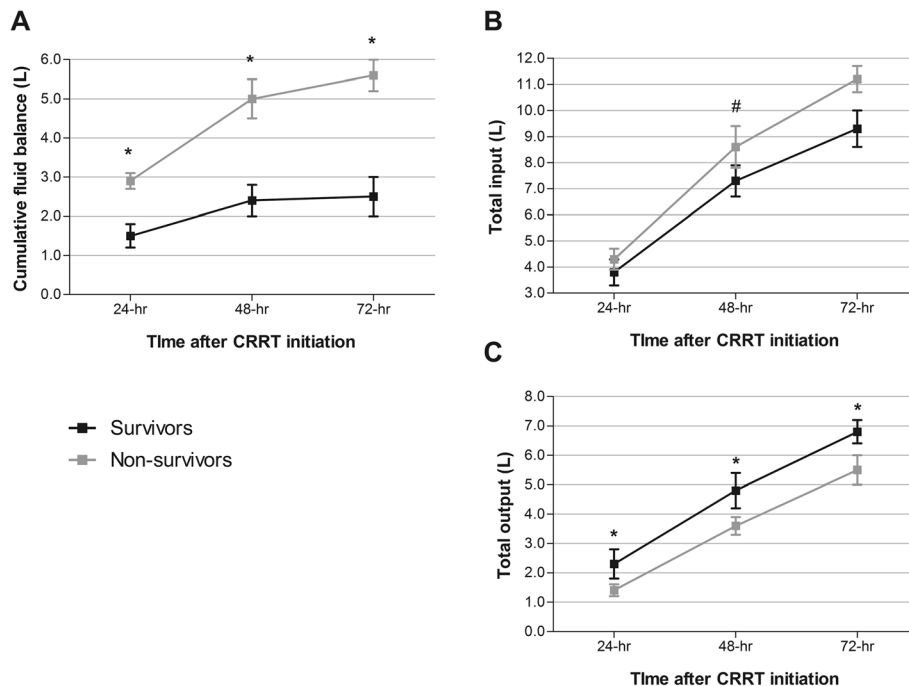 A
Cumulative fluid balance (L)
6.0
5.0
4.0
3.0
2.0
1.0
0.0
*
*
*
24-hr
48-hr
72-hr
TIme after CRRT initiation
B
Total input (L)
12.0
11.0
10.0
9.0
8.0
7.0
6.0
5.0
4.0
3.0
#
24-hr
48-hr
72-hr
TIme after CRRT initiation
Survivors
Non-survivors
C
Total output (L)
8.0
7.0
6.0
5.0
4.0
3.0
2.0
1.0
0.0
*
*
*
24-hr
48-hr
72-hr
TIme after CRRT initiation